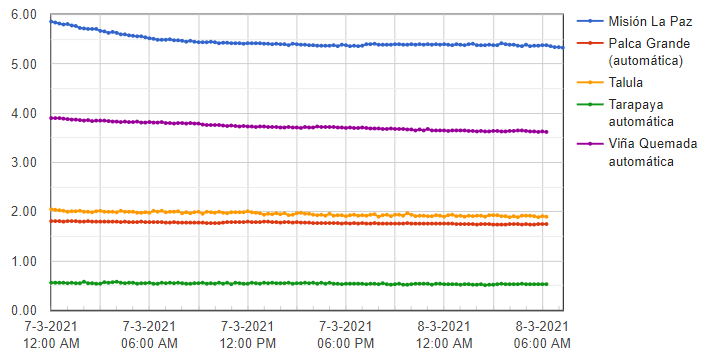 6.00
5.00
4.00
3.00
2.00
1.00
0.00
7-3-2021
12:00 AM
7-3-2021
06:00 AM
7-3-2021
12:00 PM
7-3-2021
06:00 PM
8-3-2021
12:00 AM
8-3-2021
06:00 AM
Misión La Paz
Palca Grande
(automática)
Talula
Tarapaya
automática
Viña Quemada
automática